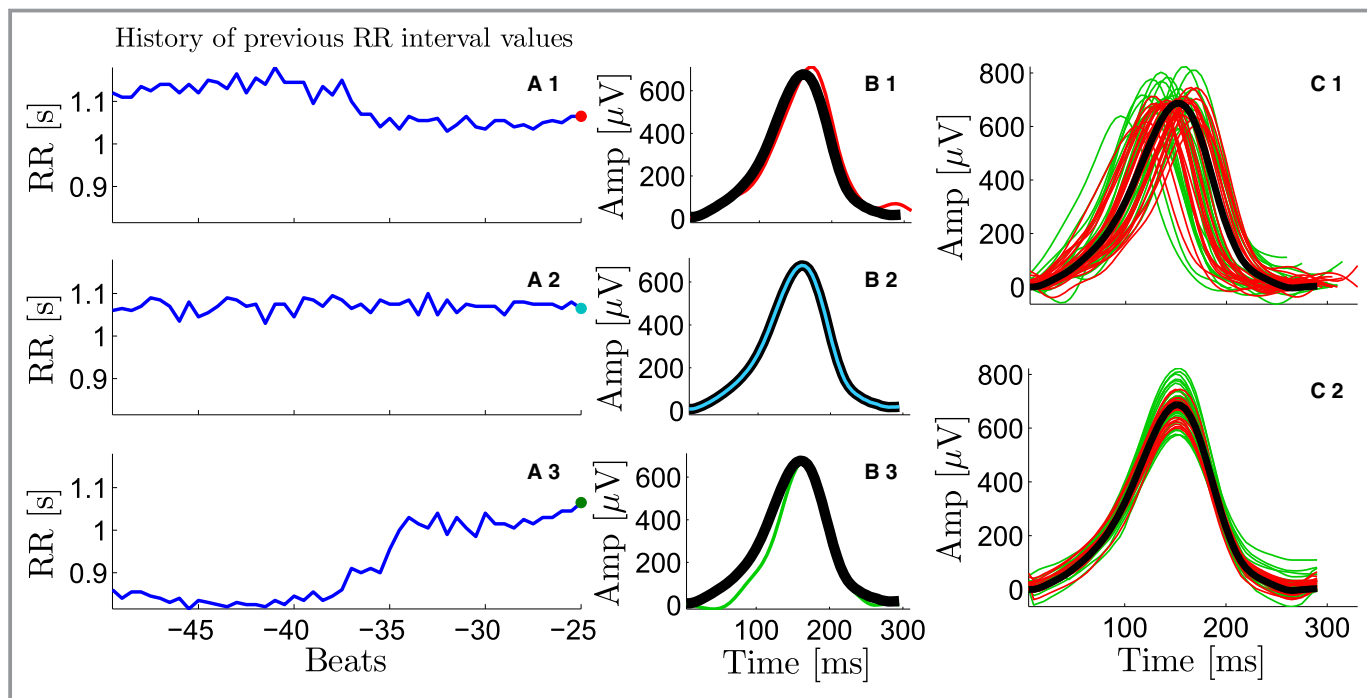 History of previous RR interval values
A 1
RR [s]
1.1
1
0.9
A 2
RR [s]
1.1
1
0.9
A 3
RR [s]
1.1
1
0.9
−45
−40
−35
−30
−25
Beats
B 1
Amp [μV]
600
400
200
0
B 2
Amp [μV]
600
400
200
0
B 3
Amp [μV]
600
400
200
0
100
200
300
Time [ms]
C 1
Amp [μV]
800
600
400
200
0
100
200
300
C 2
Amp [μV]
800
600
400
200
0
100
200
300
Time [ms]